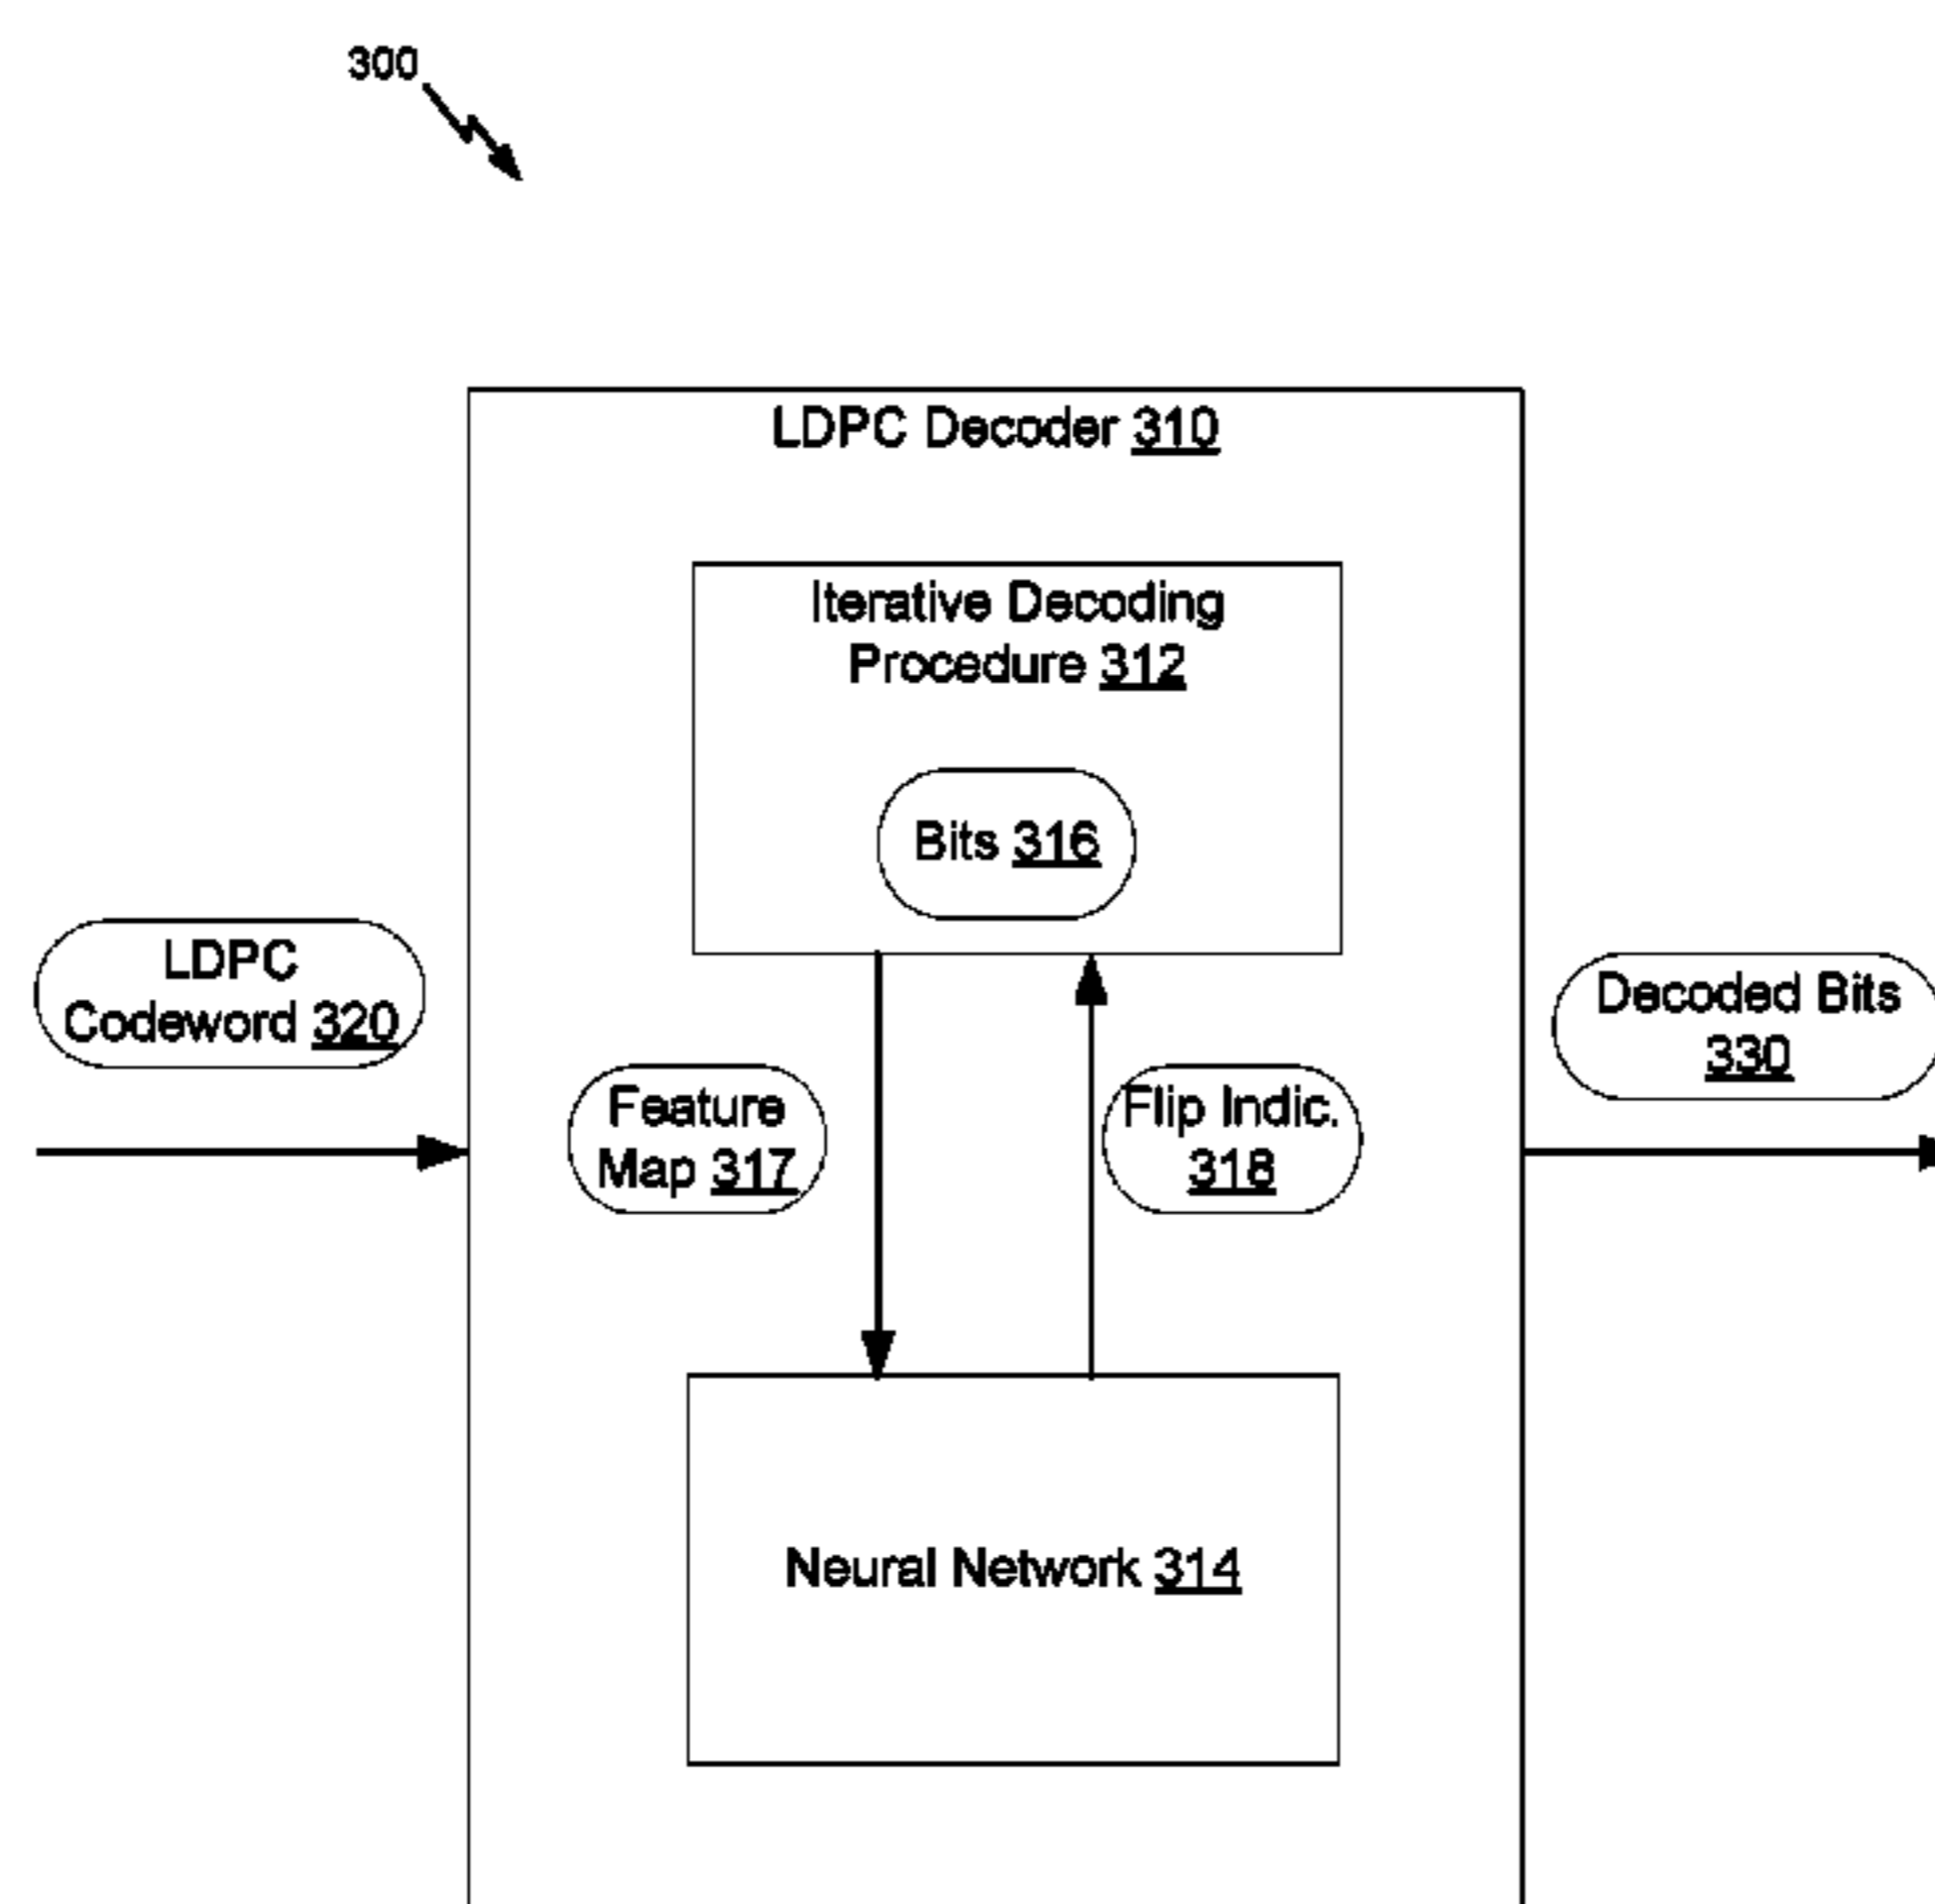 300
LDPC Decoder 310
Iterative Decoding
Procedure 312
Bits 316
LDPC
Codeword 320
Decoded Bits
330
Feature
Map 317
Flip Indic.
318
Neural Network 314